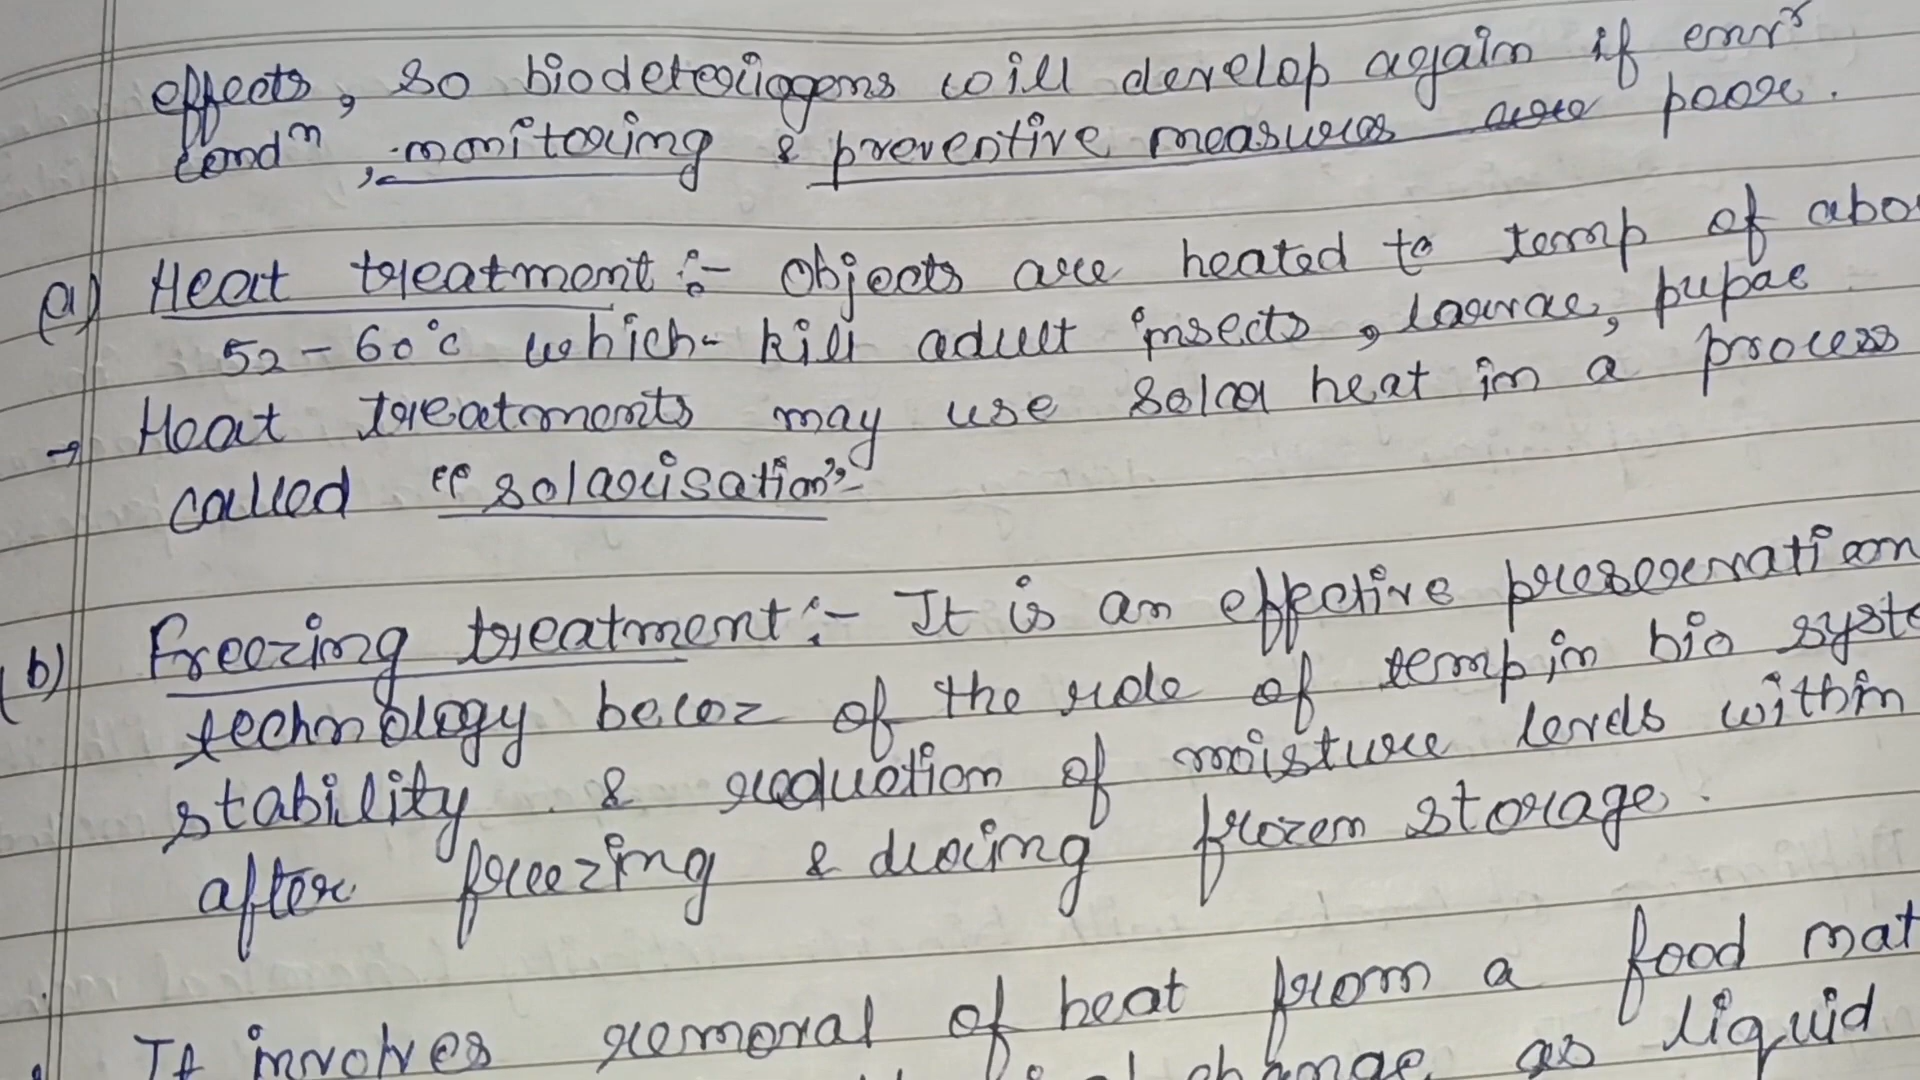 effects, so biodeteriogens will develop again if envr
condⁿ, monitoring & preventive measures are poor.
(a) Heat treatment :- Objects are heated to temp of abo
52-60°C which kill adult insects, larvae, pupae
→ Heat treatments may use solar heat in a process
called "solarisation"
(b) Freezing treatment :- It is an effective preservation
technology becoz of the role of temp in bio syste
stability & reduction of moisture levels within
after freezing & during frozen storage.
It involves removal of heat from a food mat
change as liquid